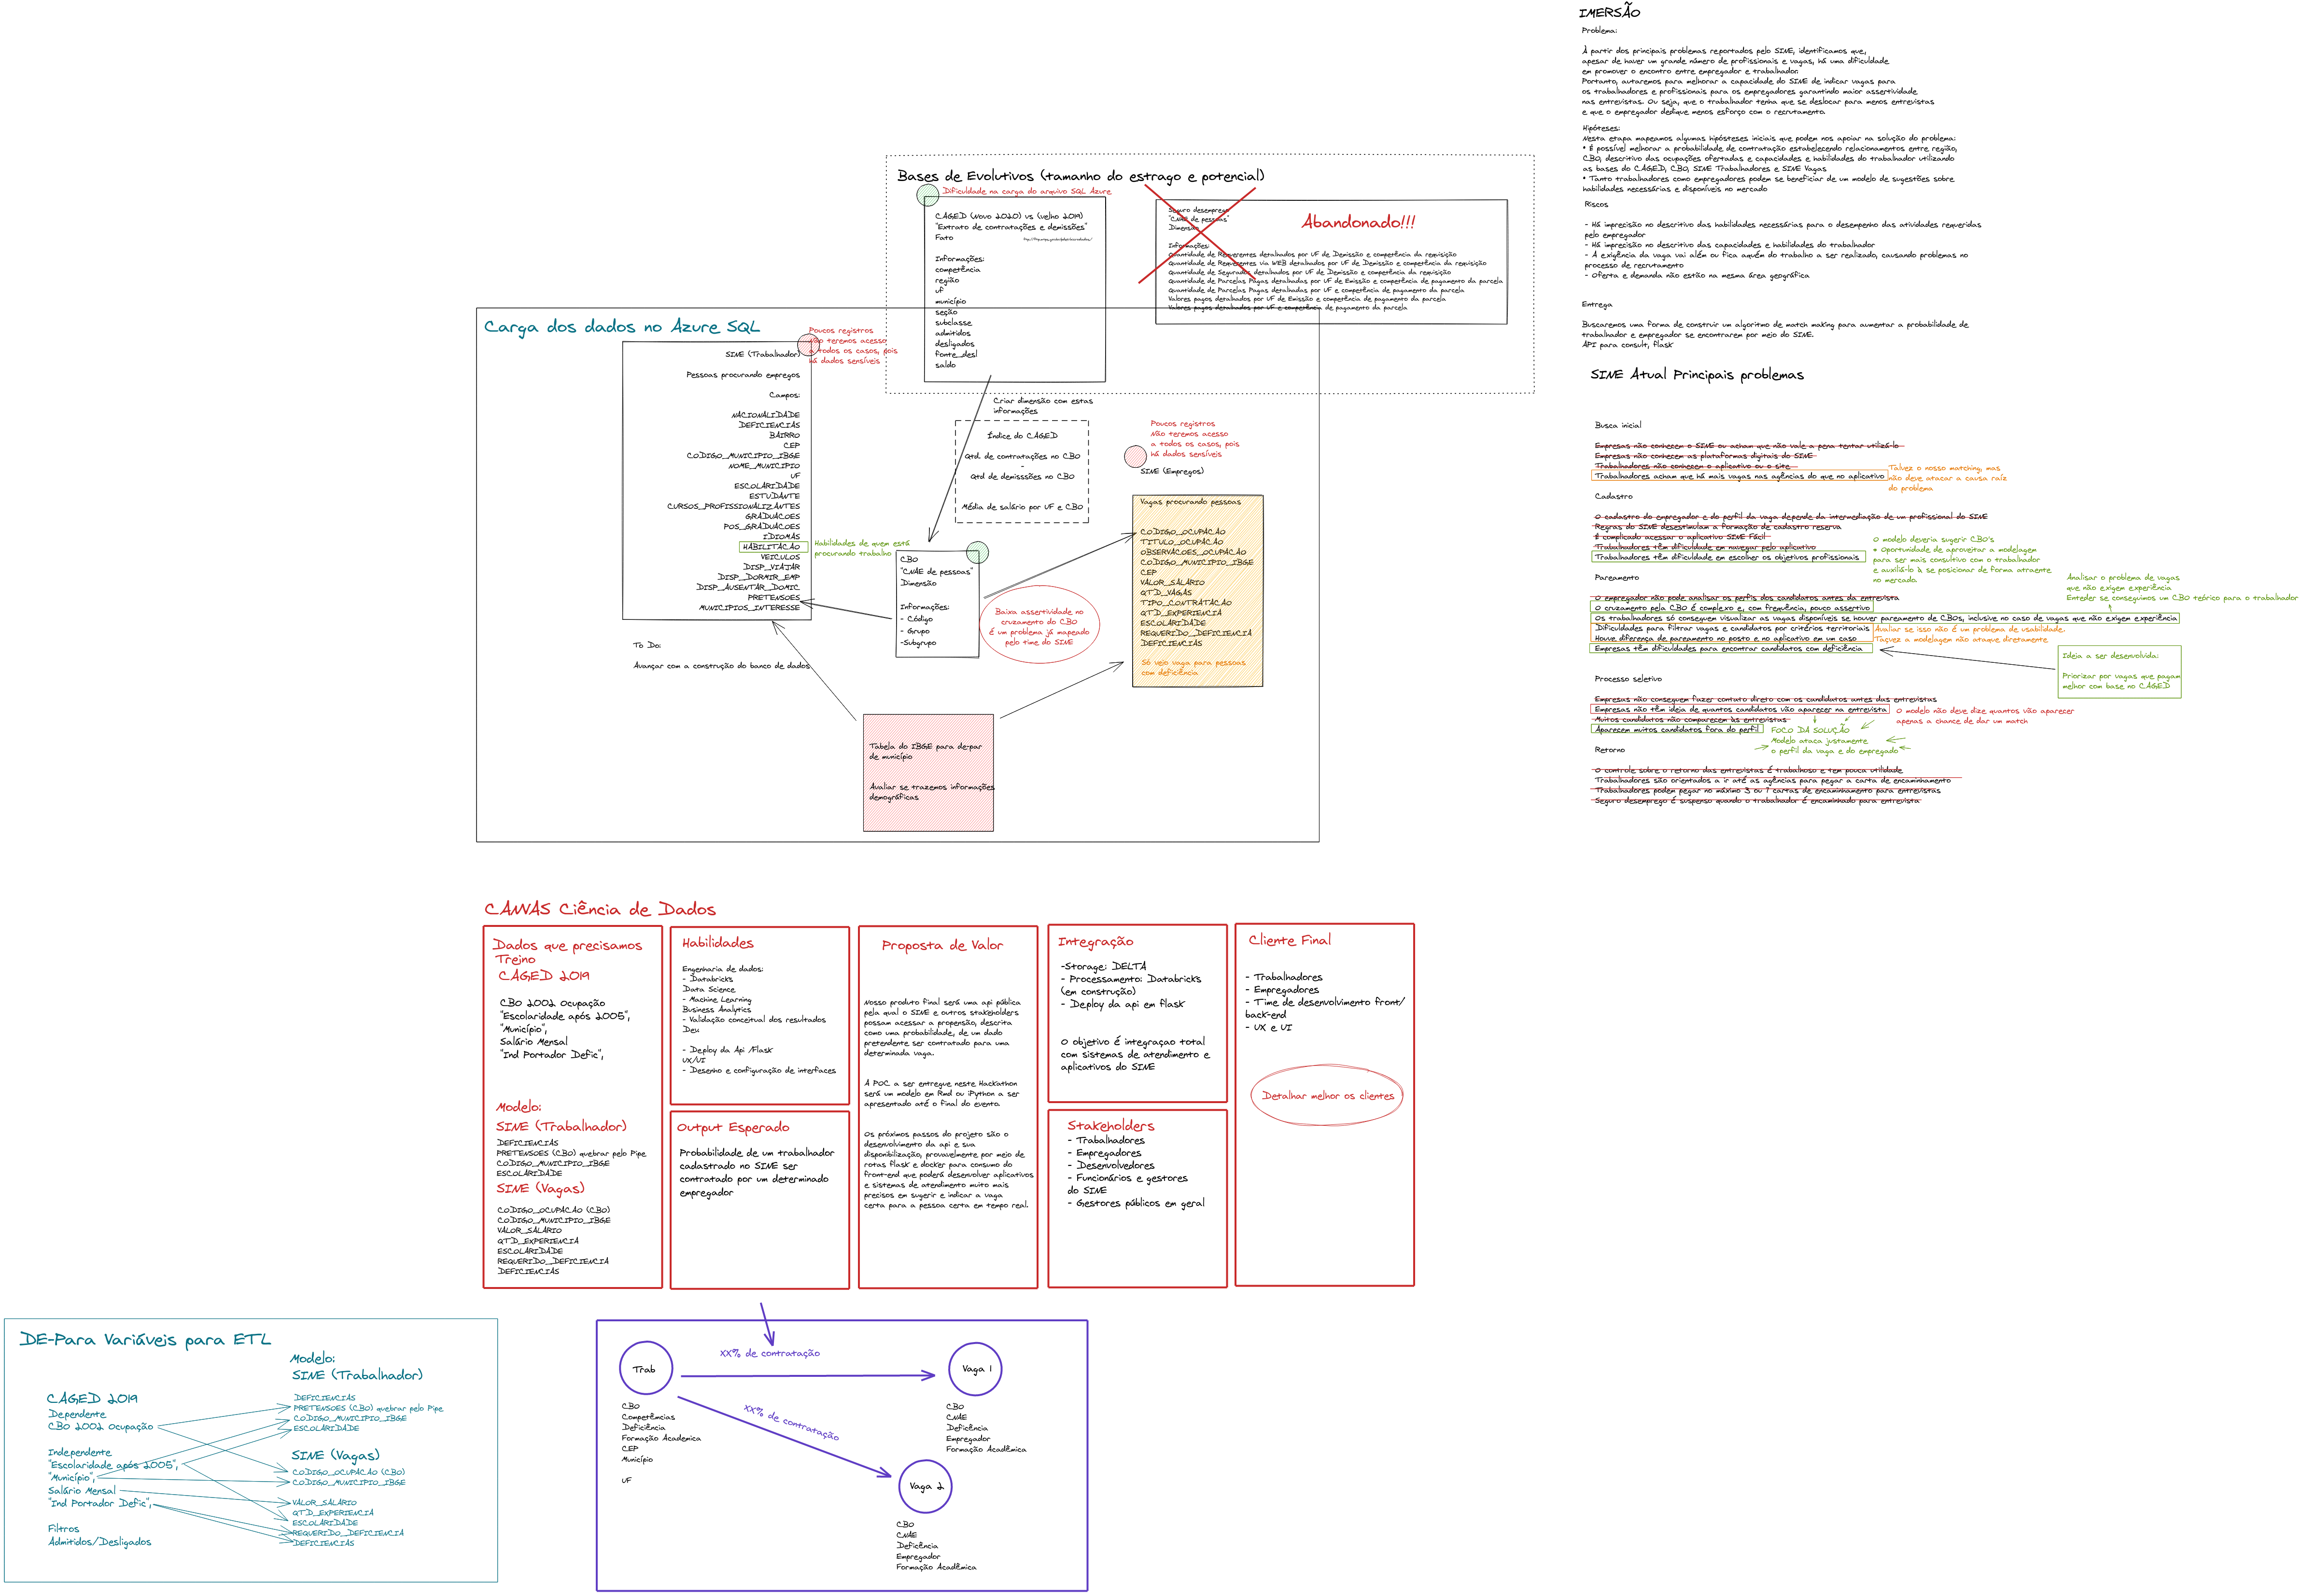 IMERSÃO
Problema:
À partir dos principais problemas reportados pelo SINE, identificamos que,
apesar de haver um grande número de profissionais e vagas, há uma dificuldade
em promover o encontro entre empregador e trabalhador.
Portanto, autaremos para melhorar a capacidade do SINE de indicar vagas para
os trabalhadores e profissionais para os empregadores garantindo maior assertividade
nas entrevistas. Ou seja, que o trabalhador tenha que se deslocar para menos entrevistas
e que o empregador dedique menos esforço com o recrutamento.
Hipóteses:
Nesta etapa mapeamos algumas hipósteses iniciais que podem nos apoiar na solução do problema:
* É possível melhorar a probabilidade de contratação estabelecendo relacionamentos entre região,
CBO, descritivo das ocupações ofertadas e capacidades e habilidades do trabalhador utilizando
as bases do CAGED, CBO, SINE Trabalhadores e SINE Vagas
* Tanto trabalhadores como empregadores podem se beneficiar de um modelo de sugestões sobre
habilidades necessárias e disponíveis no mercado
Riscos
- Há imprecisão no descritivo das habilidades necessárias para o desempenho das atividades requeridas
pelo empregador
- Há imprecisão no descritivo das capacidades e habilidades do trabalhador
- A exigência da vaga vai além ou fica aquém do trabalho a ser realizado, causando problemas no
processo de recrutamento
- Oferta e demanda não estão na mesma área geográfica
Entrega
Buscaremos uma forma de construir um algoritmo de match making para aumentar a probabilidade de
trabalhador e empregador se encontrarem por meio do SINE.
API para consult, flask
SINE Atual Principais problemas
Busca inicial
Empresas não conhecem o SINE ou acham que não vale a pena tentar utilizá-lo
Empresas não conhecem as plataformas digitais do SINE
Trabalhadores não conhecem o aplicativo ou o site
Trabalhadores acham que há mais vagas nas agências do que no aplicativo
Talvez o nosso matching, mas
não deve atacar a causa raíz
do problema
Cadastro
O cadastro do empregador e do perfil da vaga depende da intermediação de um profissional do SINE
Regras do SINE desestimulam a formação de cadastro reserva
É complicado acessar o aplicativo SINE Fácil
Trabalhadores têm dificuldade em navegar pelo aplicativo
Trabalhadores têm dificuldade em escolher os objetivos profissionais
O modelo deveria sugerir CBO's
* Oportunidade de aproveitar a modelagem
para ser mais consultivo com o trabalhador
e auxiliá-lo à se posicionar de forma atraente
no mercado.
Pareamento
Analisar o problema de vagas
que não exigem experiência
Enteder se conseguimos um CBO teórico para o trabalhador
O empregador não pode analisar os perfis dos candidatos antes da entrevista
O cruzamento pela CBO é complexo e, com frequência, pouco assertivo
Os trabalhadores só conseguem visualizar as vagas disponíveis se houver pareamento de CBOs, inclusive no caso de vagas que não exigem experiência
Dificuldades para filtrar vagas e candidatos por critérios territoriais
Houve diferença de pareamento no posto e no aplicativo em um caso
Avaliar se isso não é um problema de usabilidade.
Taçvez a modelagem não ataque diretamente
Empresas têm dificuldades para encontrar candidatos com deficiência
Ideia a ser desenvolvida:
Priorizar por vagas que pagam
melhor com base no CAGED
Processo seletivo
Empresas não conseguem fazer contato direto com os candidatos antes das entrevistas
Empresas não têm ideia de quantos candidatos vão aparecer na entrevista
O modelo não deve dize quantos vão aparecer
apenas a chance de dar um match
Muitos candidatos não comparecem às entrevistas
Aparecem muitos candidatos fora do perfil
FOCO DA SOLUÇÃO
Modelo ataca justamente
o perfil da vaga e do empregado
Retorno
O controle sobre o retorno das entrevistas é trabalhoso e tem pouca utilidade
Trabalhadores são orientados a ir até as agências para pegar a carta de encaminhamento
Trabalhadores podem pegar no máximo 3 ou 7 cartas de encaminhamento para entrevistas
Seguro desemprego é suspenso quando o trabalhador é encaminhado para entrevista
Bases de Evolutivos (tamanho do estrago e potencial)
Dificuldade na carga do arquivo SQL Azure
CAGED (Novo 2020) vs (velho 2019)
"Extrato de contratações e demissões"
Fato
Informações:
competência
região
uf
município
seção
subclasse
admitidos
desligados
fonte_desl
saldo
Seguro desemprego
"CNAE de pessoas"
Dimensão
Abandonado!!!
Informações:
Quantidade de Requerentes detalhados por UF de Demissão e competência da requisição
Quantidade de Requerentes via WEB detalhados por UF de Demissão e competência da requisição
Quantidade de Segurados detalhados por UF de Demissão e competência da requisição
Quantidade de Parcelas Pagas detalhadas por UF de Emissão e competência de pagamento da parcela
Quantidade de Parcelas Pagas detalhadas por UF e competência de pagamento da parcela
Valores pagos detalhados por UF de Emissão e competência de pagamento da parcela
Valores pagos detalhados por UF e competência de pagamento da parcela
Carga dos dados no Azure SQL
Poucos registros
Não teremos acesso
a todos os casos, pois
há dados sensíveis
SINE (Trabalhador)
Pessoas procurando empregos
Campos:
NACIONALIDADE
DEFICIENCIAS
BAIRRO
CEP
CODIGO_MUNICIPIO_IBGE
NOME_MUNICIPIO
UF
ESCOLARIDADE
ESTUDANTE
CURSOS_PROFISSIONALIZANTES
GRADUACOES
POS_GRADUACOES
IDIOMAS
HABILITACAO
VEICULOS
DISP_VIAJAR
DISP_DORMIR_EMP
DISP_AUSENTAR_DOMIC
PRETENSOES
MUNICIPIOS_INTERESSE
Habilidades de quem está
procurando trabalho
To Do:
Avançar com a construção do banco de dados
Criar dimensão com estas
informações
Índice do CAGED
Qtd. de contratações no CBO
-
Qtd de demisssões no CBO
Média de salário por UF e CBO
CBO
"CNAE de pessoas"
Dimensão
Informações:
- Código
- Grupo
-Subgrupo
Baixa assertividade no
cruzamento do CBO
É um problema já mapeado
pelo time do SINE
Poucos registros
Não teremos acesso
a todos os casos, pois
há dados sensíveis
SINE (Empregos)
Vagas procurando pessoas
CODIGO_OCUPACAO
TITULO_OCUPACAO
OBSERVACOES_OCUPACAO
CODIGO_MUNICIPIO_IBGE
CEP
VALOR_SALARIO
QTD_VAGAS
TIPO_CONTRATACAO
QTD_EXPERIENCIA
ESCOLARIDADE
REQUERIDO_DEFICIENCIA
DEFICIENCIAS
Só veio vaga para pessoas
com deficiência
Tabela do IBGE para de-par
de município
Avaliar se trazemos informações
demográficas
CANVAS Ciência de Dados
Dados que precisamos
Treino
CAGED 2019
CBO 2002 Ocupação
"Escolaridade após 2005",
"Município",
Salário Mensal
"Ind Portador Defic",
Modelo:
SINE (Trabalhador)
DEFICIENCIAS
PRETENSOES (CBO) quebrar pelo Pipe
CODIGO_MUNICIPIO_IBGE
ESCOLARIDADE
SINE (Vagas)
CODIGO_OCUPACAO (CBO)
CODIGO_MUNICIPIO_IBGE
VALOR_SALARIO
QTD_EXPERIENCIA
ESCOLARIDADE
REQUERIDO_DEFICIENCIA
DEFICIENCIAS
Habilidades
Engenharia de dados:
- Databricks
Data Science
- Machine Learning
Business Analytics
- Validação conceitual dos resultados
Deu
- Deploy da Api /Flask
UX/UI
- Desenho e configuração de interfaces
Output Esperado
Probabilidade de um trabalhador
cadastrado no SINE ser
contratado por um determinado
empregador
Proposta de Valor
Nosso produto final será uma api pública
pela qual o SINE e outros stakeholders
possam acessar a propensão, descrita
como uma probabilidade, de um dado
pretendente ser contratado para uma
determinada vaga.
A POC a ser entregue neste Hackathon
será um modelo em Rmd ou iPython a ser
apresentado até o final do evento.
Os próximos passos do projeto são o
desenvolvimento da api e sua
disponibilização, provavelmente por meio de
rotas flask e docker para consumo do
front-end que poderá desenvolver aplicativos
e sistemas de atendimento muito mais
precisos em sugerir e indicar a vaga
certa para a pessoa certa em tempo real.
Integração
-Storage: DELTA
- Processamento: Databricks
(em construção)
- Deploy da api em flask
O objetivo é integraçao total
com sistemas de atendimento e
aplicativos do SINE
Stakeholders
- Trabalhadores
- Empregadores
- Desenvolvedores
- Funcionários e gestores
do SINE
- Gestores públicos em geral
Cliente Final
- Trabalhadores
- Empregadores
- Time de desenvolvimento front/
back-end
- UX e UI
Detalhar melhor os clientes
DE-Para Variáveis para ETL
CAGED 2019
Dependente
CBO 2002 Ocupação
Independente
"Escolaridade após 2005",
"Município",
Salário Mensal
"Ind Portador Defic",
Filtros
Admitidos/Desligados
Modelo:
SINE (Trabalhador)
DEFICIENCIAS
PRETENSOES (CBO) quebrar pelo Pipe
CODIGO_MUNICIPIO_IBGE
ESCOLARIDADE
SINE (Vagas)
CODIGO_OCUPACAO (CBO)
CODIGO_MUNICIPIO_IBGE
VALOR_SALARIO
QTD_EXPERIENCIA
ESCOLARIDADE
REQUERIDO_DEFICIENCIA
DEFICIENCIAS
Trab
CBO
Competências
Deficiência
Formação Academica
CEP
Município
UF
XX% de contratação
XX% de contratação
Vaga 1
CBO
CNAE
Deficência
Empregador
Formação Acadêmica
Vaga 2
CBO
CNAE
Deficência
Empregador
Formação Acadêmica